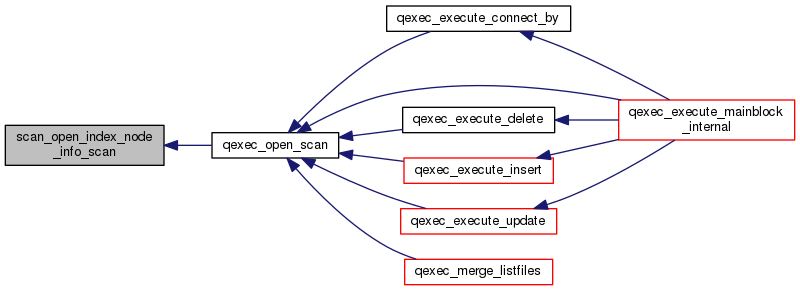 qexec_execute_connect_by
qexec_execute_mainblock
_internal
qexec_execute_delete
scan_open_index_node
_info_scan
qexec_open_scan
qexec_execute_insert
qexec_execute_update
qexec_merge_listfiles